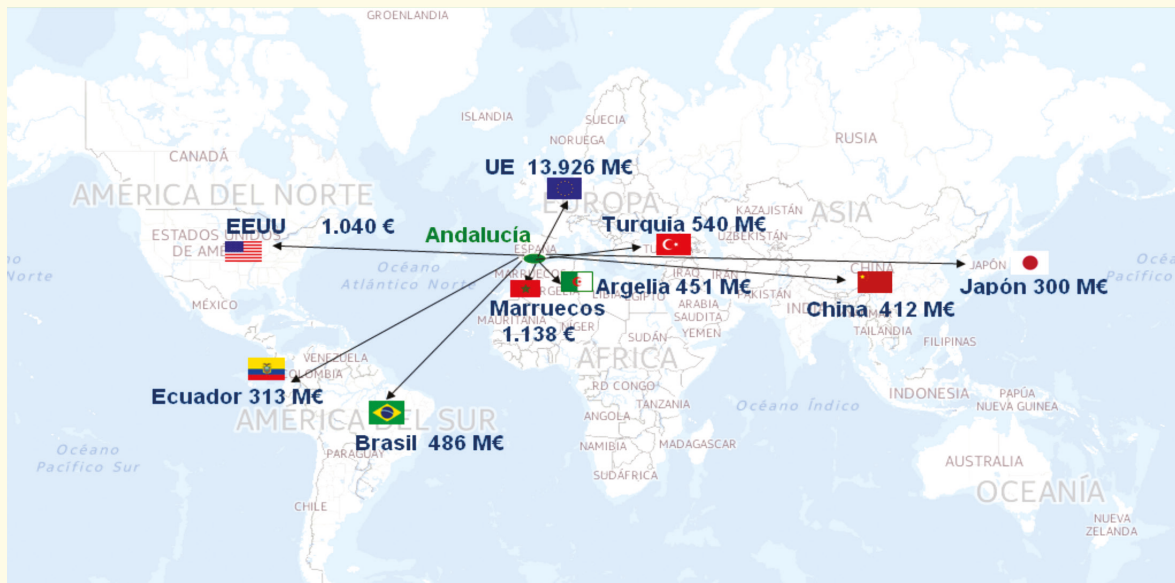 GROENLANDIA
ISLANDIA
SUECIA
NORUEGA
RUSIA
CANADÁ
UE 13.926 M€
AMÉRICA DEL NORTE
EUROPA
KAZAJISTÁN
ASIA
EEUU 1.040 €
Turquia 540 M€
ESTADOS UNIDOS
DE
Andalucía
UZBEKISTÁN
ESPAÑA
Océano
Atlántico Norte
Norte
MARRUECOS
IRAQ
IRÁN
CHINA
JAPÓN
Pacífico
Argelia 451 M€
Japón 300 M€
MÉXICO
Marruecos
1.138 €
ARABIA
SAUDITA
PAKISTÁN
China 412 M€
MAURITANIA
NÍGER
YEMEN
TAILANDIA
SUDÁN
FILIPINAS
VENEZUELA
ÁFRICA
Ecuador 313 M€
RD CONGO
INDONESIA
PAPÚA
NUEVA GUINEA
AMÉRICA DEL SUR
TANZANIA
Océano Índico
ANGOLA
Brasil 486 M€
Océano
Pacífico Sur
PARAGUAY
NAMIBIA
MADAGASCAR
AUSTRALIA
SUDÁFRICA
OCEANÍA
CHILE
NUEVA
ZELANDA